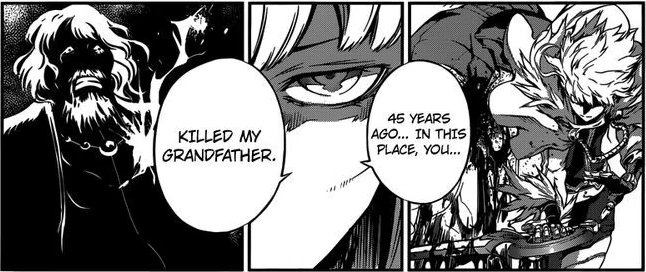 45 YEARS
AGO... IN THIS
PLACE, YOU...
KILLED MY
GRANDFATHER.